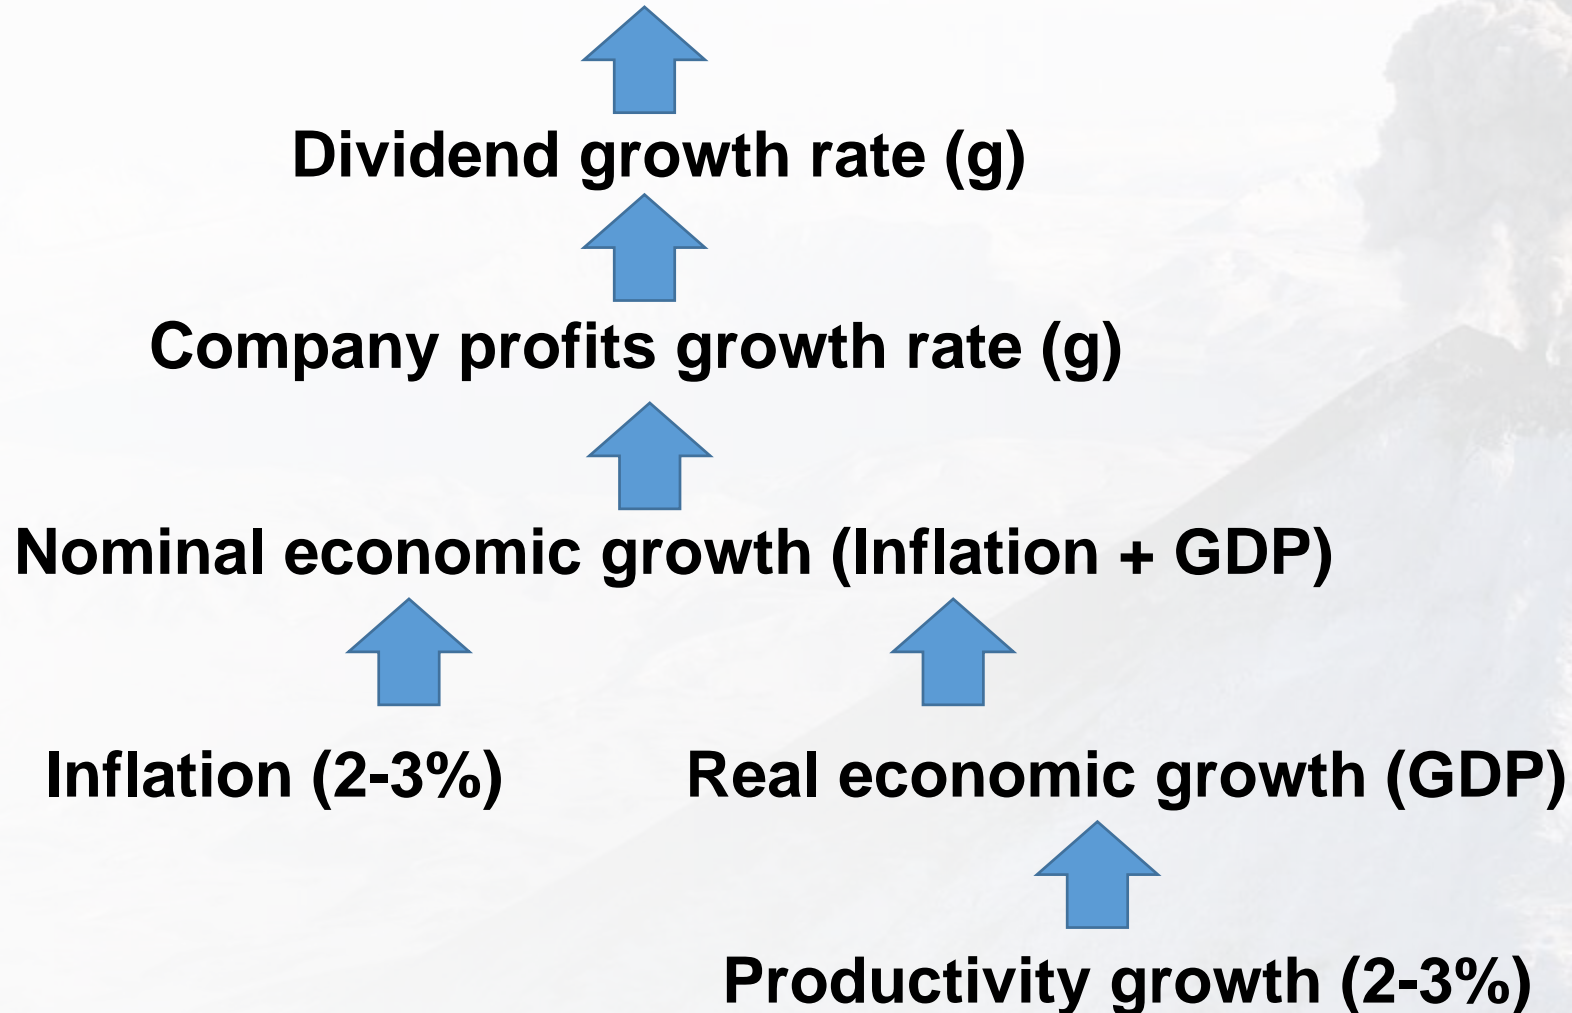 Dividend growth rate (g)
Company profits growth rate (g)
Nominal economic growth (Inflation + GDP)
Inflation (2-3%)
Real economic growth (GDP)
Productivity growth (2-3%)